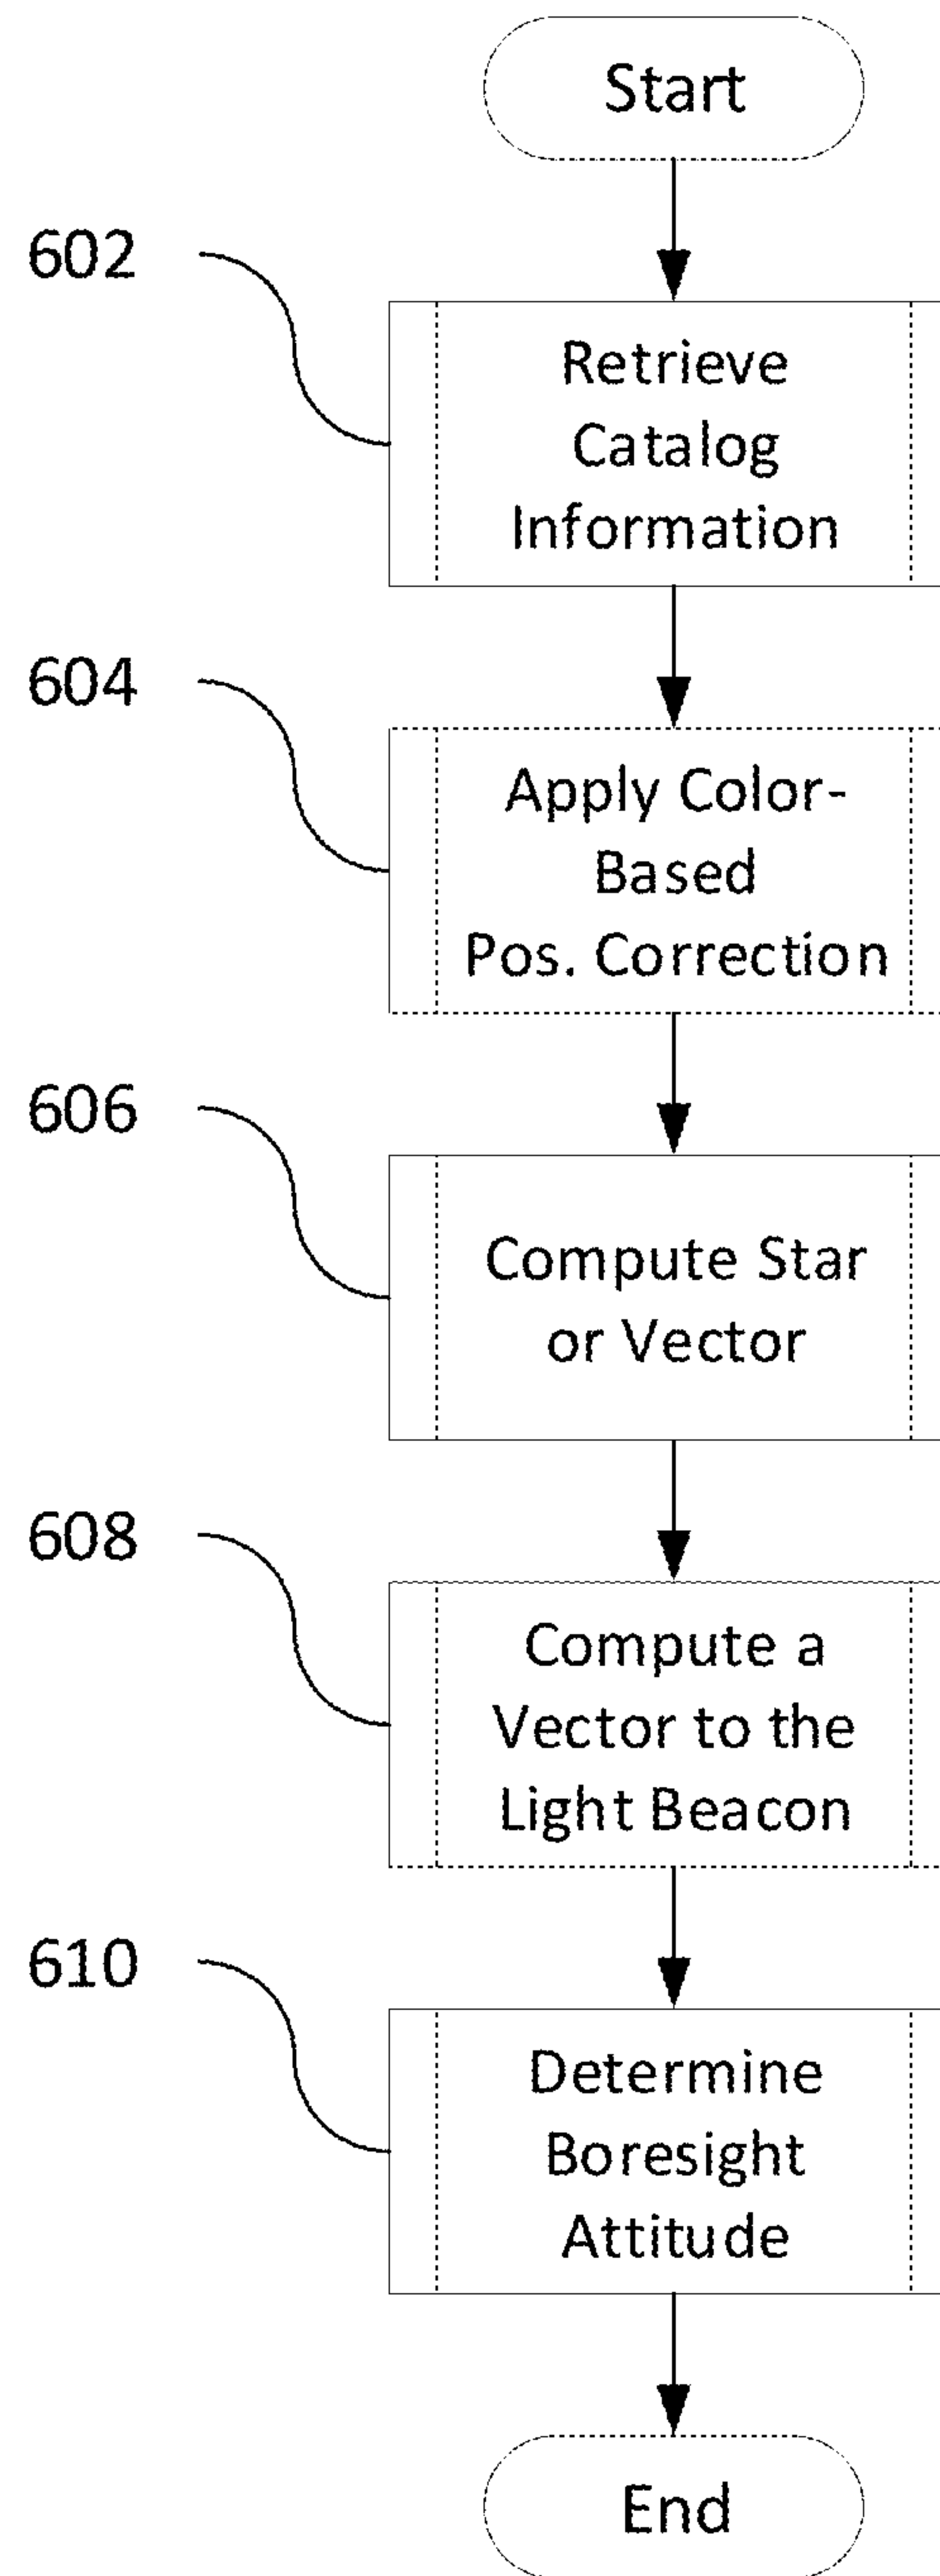 Start
602
Retrieve
Catalog
Information
604
Apply Color-
Based
Pos. Correction
606
Compute Star
or Vector
608
Compute a
Vector to the
Light Beacon
610
Determine
Boresight
Attitude
End